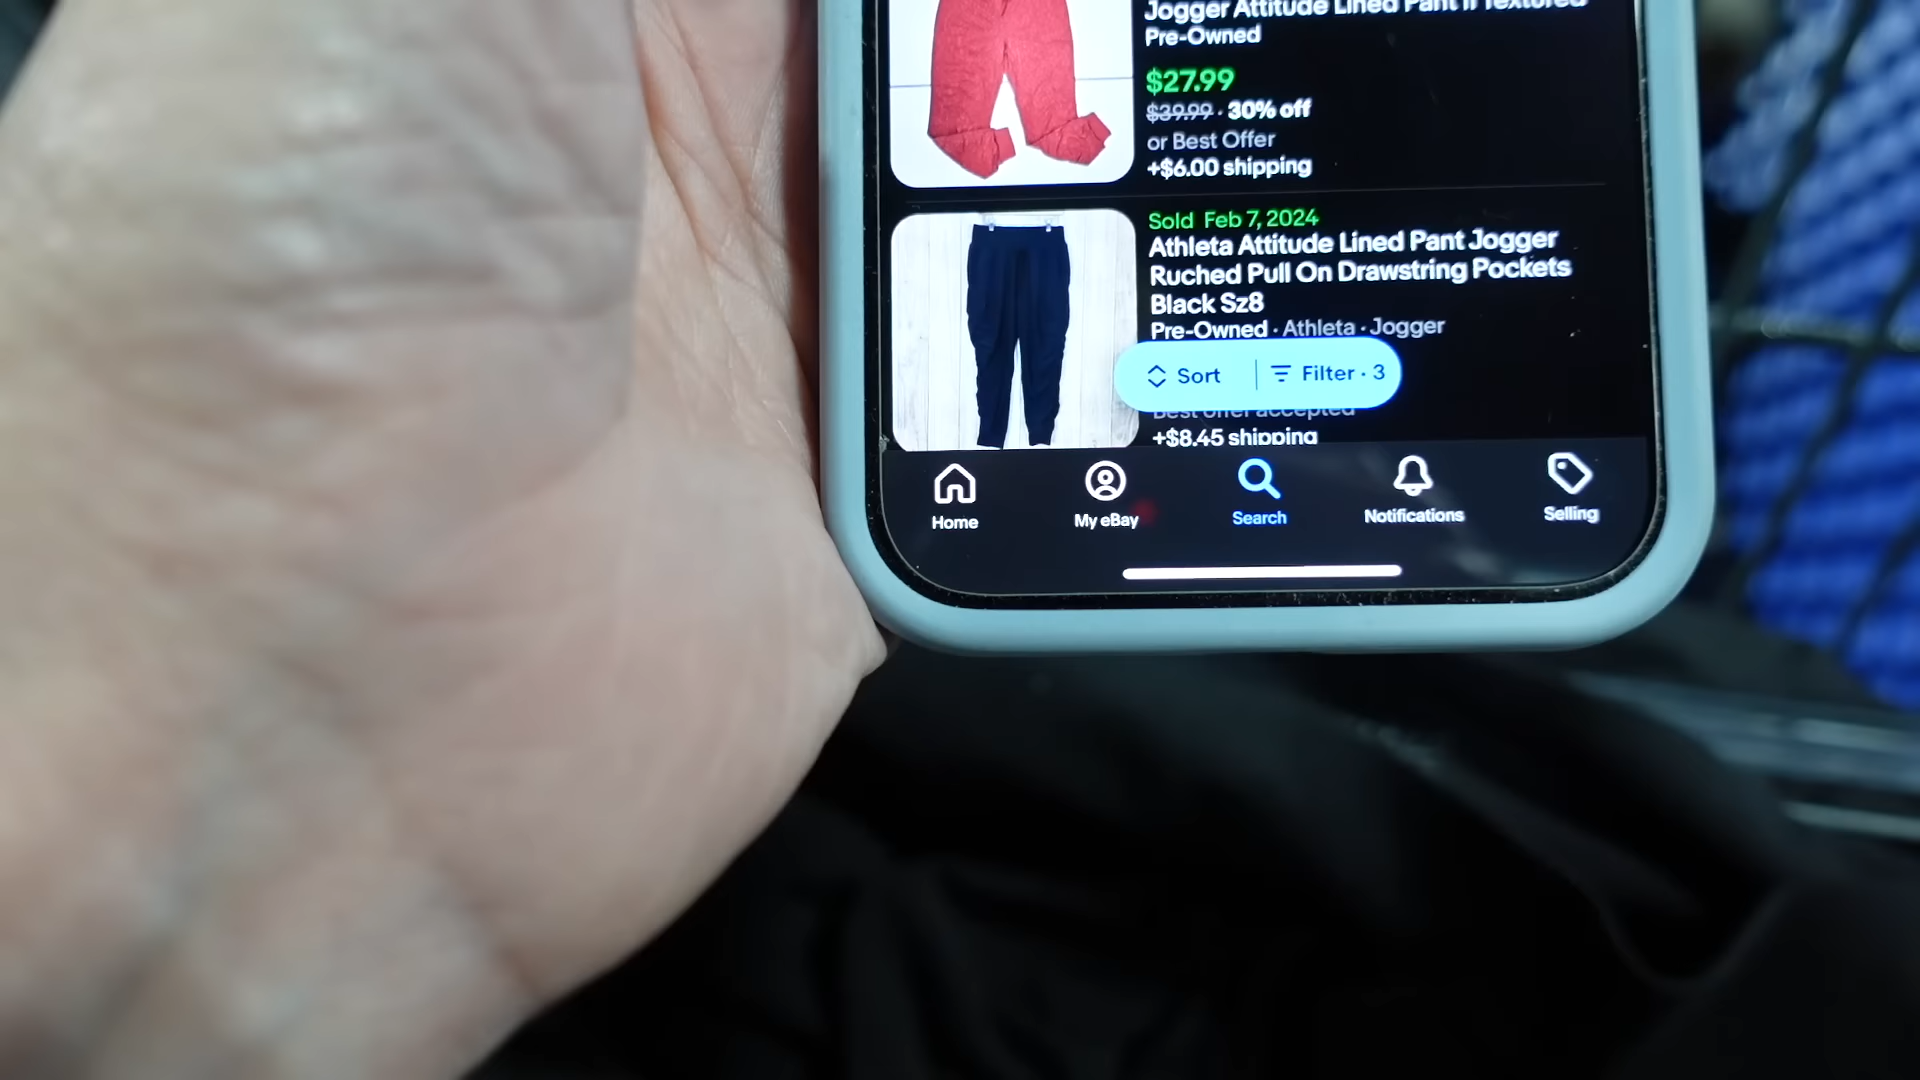 Jogger Attitude Lined Pant II Textured
Pre-Owned
$27.99
$39.99 · 30% off
or Best Offer
+$6.00 shipping
Sold Feb 7, 2024
Athleta Attitude Lined Pant Jogger
Ruched Pull On Drawstring Pockets
Black Sz8
Pre-Owned · Athleta · Jogger
Sort
Filter · 3
Best offer accepted
+$8.45 shipping
Home
My eBay
Search
Notifications
Selling